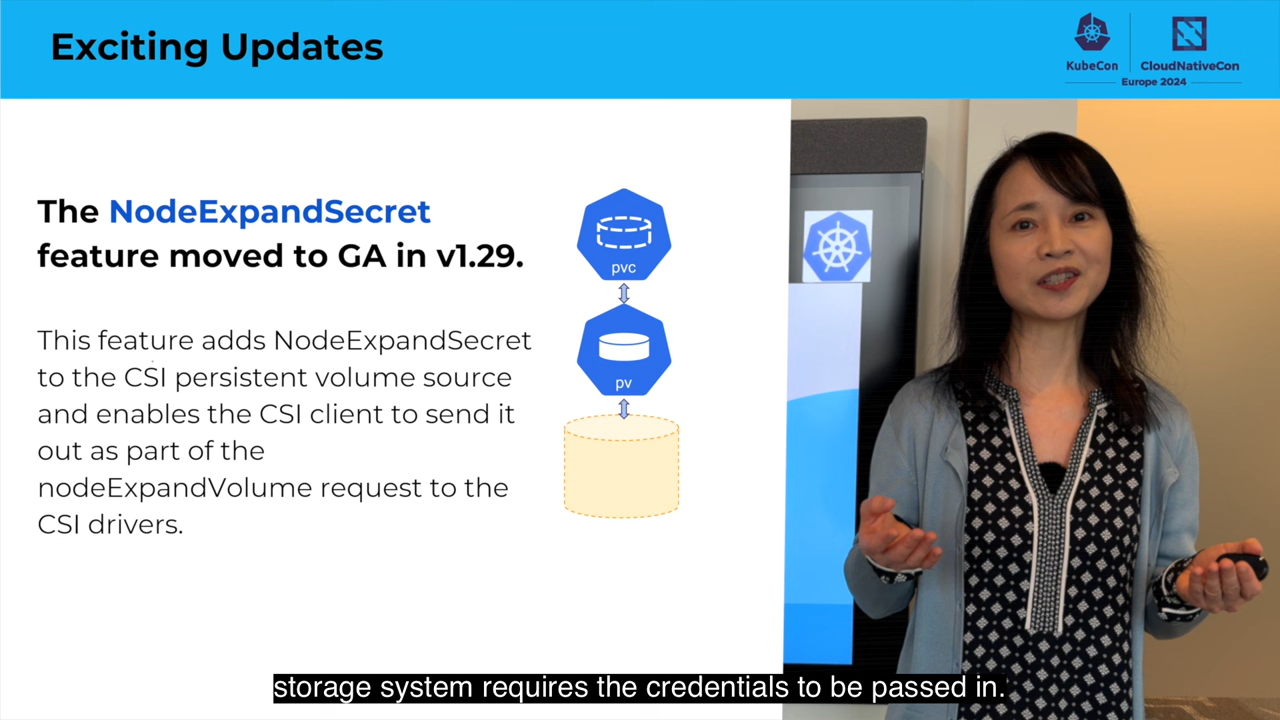 Exciting Updates
KubeCon
CloudNativeCon
Europe 2024
The NodeExpandSecret
feature moved to GA in v1.29.
This feature adds NodeExpandSecret
to the CSI persistent volume source
and enables the CSI client to send it
out as part of the
nodeExpandVolume request to the
CSI drivers.
pvc
pv
storage system requires the credentials to be passed in.